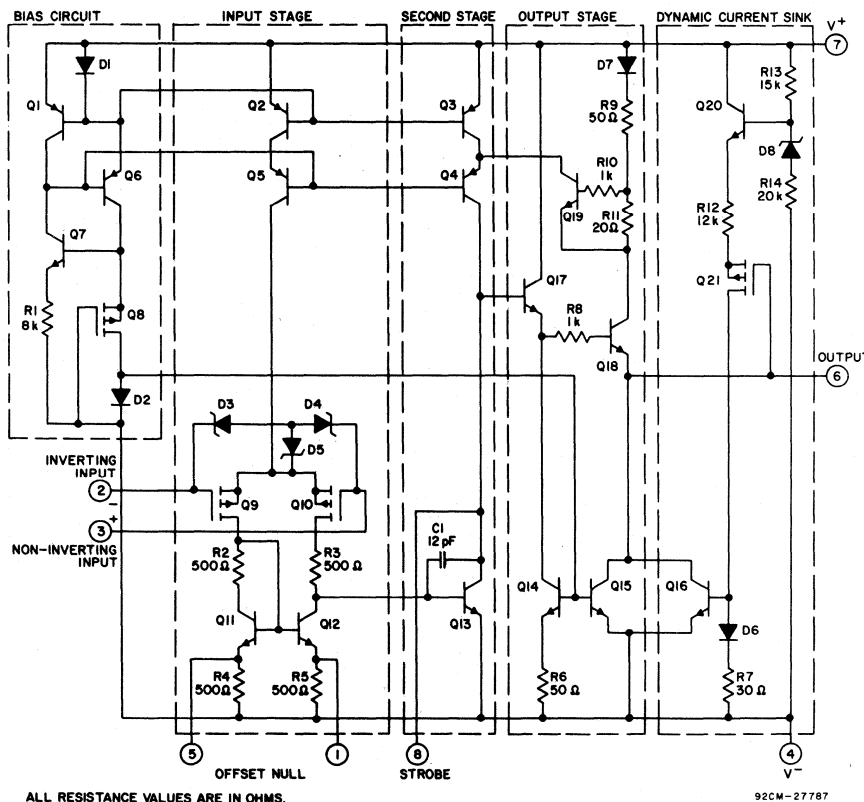 BIAS CIRCUIT
INPUT STAGE
SECOND STAGE
OUTPUT STAGE
DYNAMIC CURRENT SINK
V+
7
D1
D7
R13
15k
Q1
Q2
Q3
Q20
R9
50Ω
D8
Q6
Q5
Q4
R10
1k
Q19
R11
20Ω
R14
20k
R12
12k
Q7
Q17
Q21
R1
8k
Q8
R8
1k
Q18
OUTPUT
6
D2
D3
D4
D5
INVERTING
INPUT
2
-
Q9
Q10
+
3
NON-INVERTING
INPUT
C1
12pF
R2
500Ω
R3
500Ω
Q14
Q15
Q16
Q11
Q12
Q13
D6
R4
500Ω
R5
500Ω
R6
50Ω
R7
30Ω
5
1
8
4
OFFSET NULL
STROBE
V-
ALL RESISTANCE VALUES ARE IN OHMS.
92CM-27787